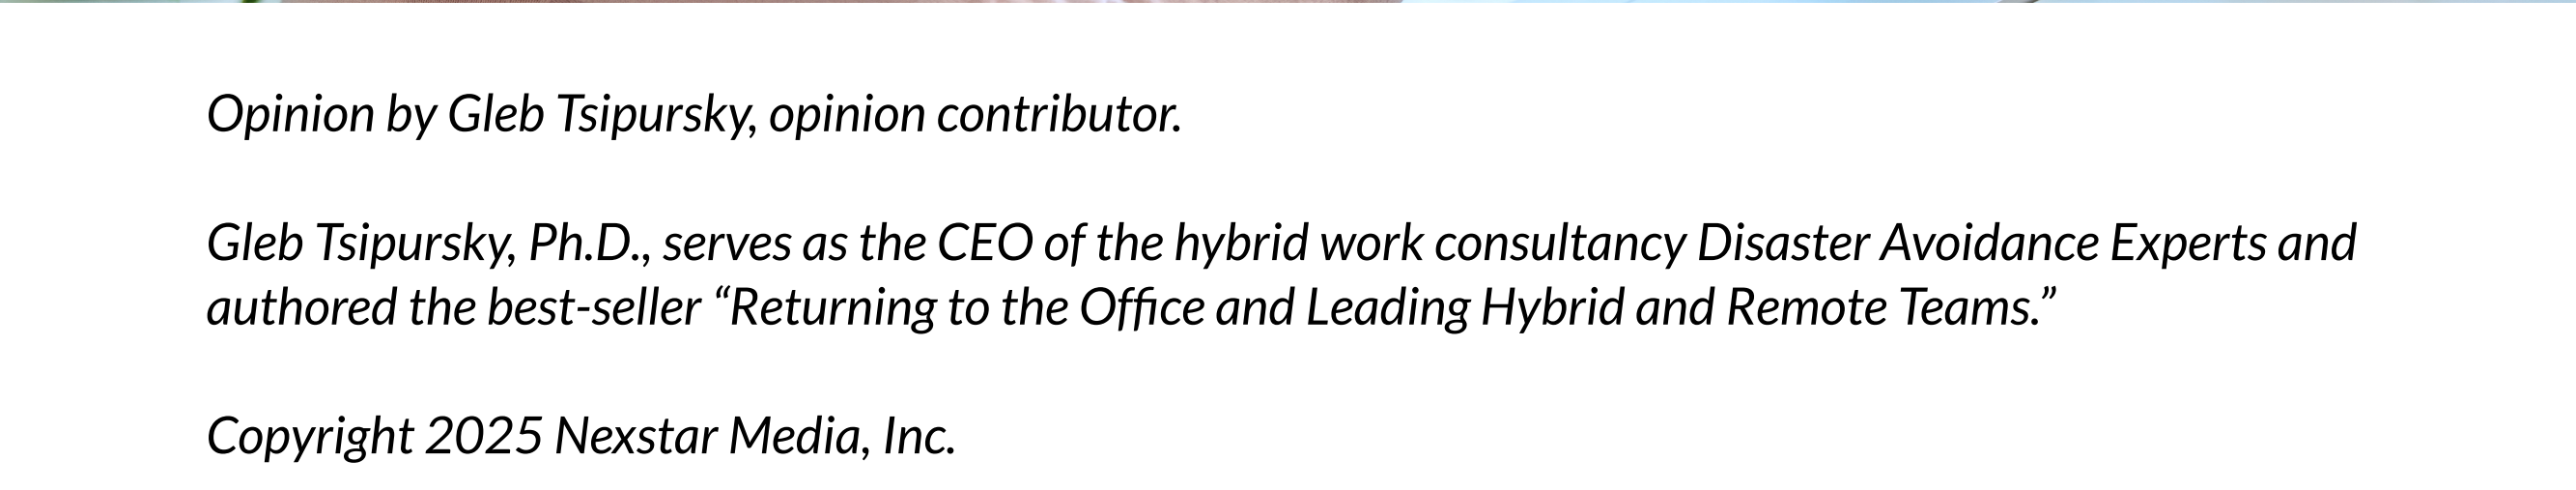 Opinion by Gleb Tsipursky, opinion contributor.
Gleb Tsipursky, Ph.D., serves as the CEO of the hybrid work consultancy Disaster Avoidance Experts and
authored the best-seller “Returning to the Office and Leading Hybrid and Remote Teams.”
Copyright 2025 Nexstar Media, Inc.